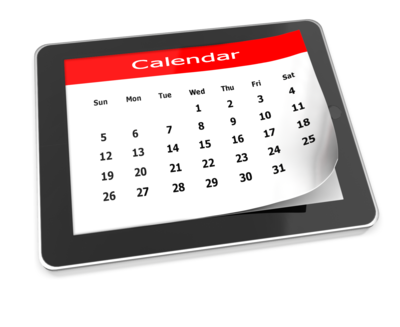 Calendar
Sun Mon Tue Wed Thu Fri Sat
1 2 3 4
5 6 7 8 9 10 11
12 13 14 15 16 17 18
19 20 21 22 23 24 25
26 27 28 29 30 31